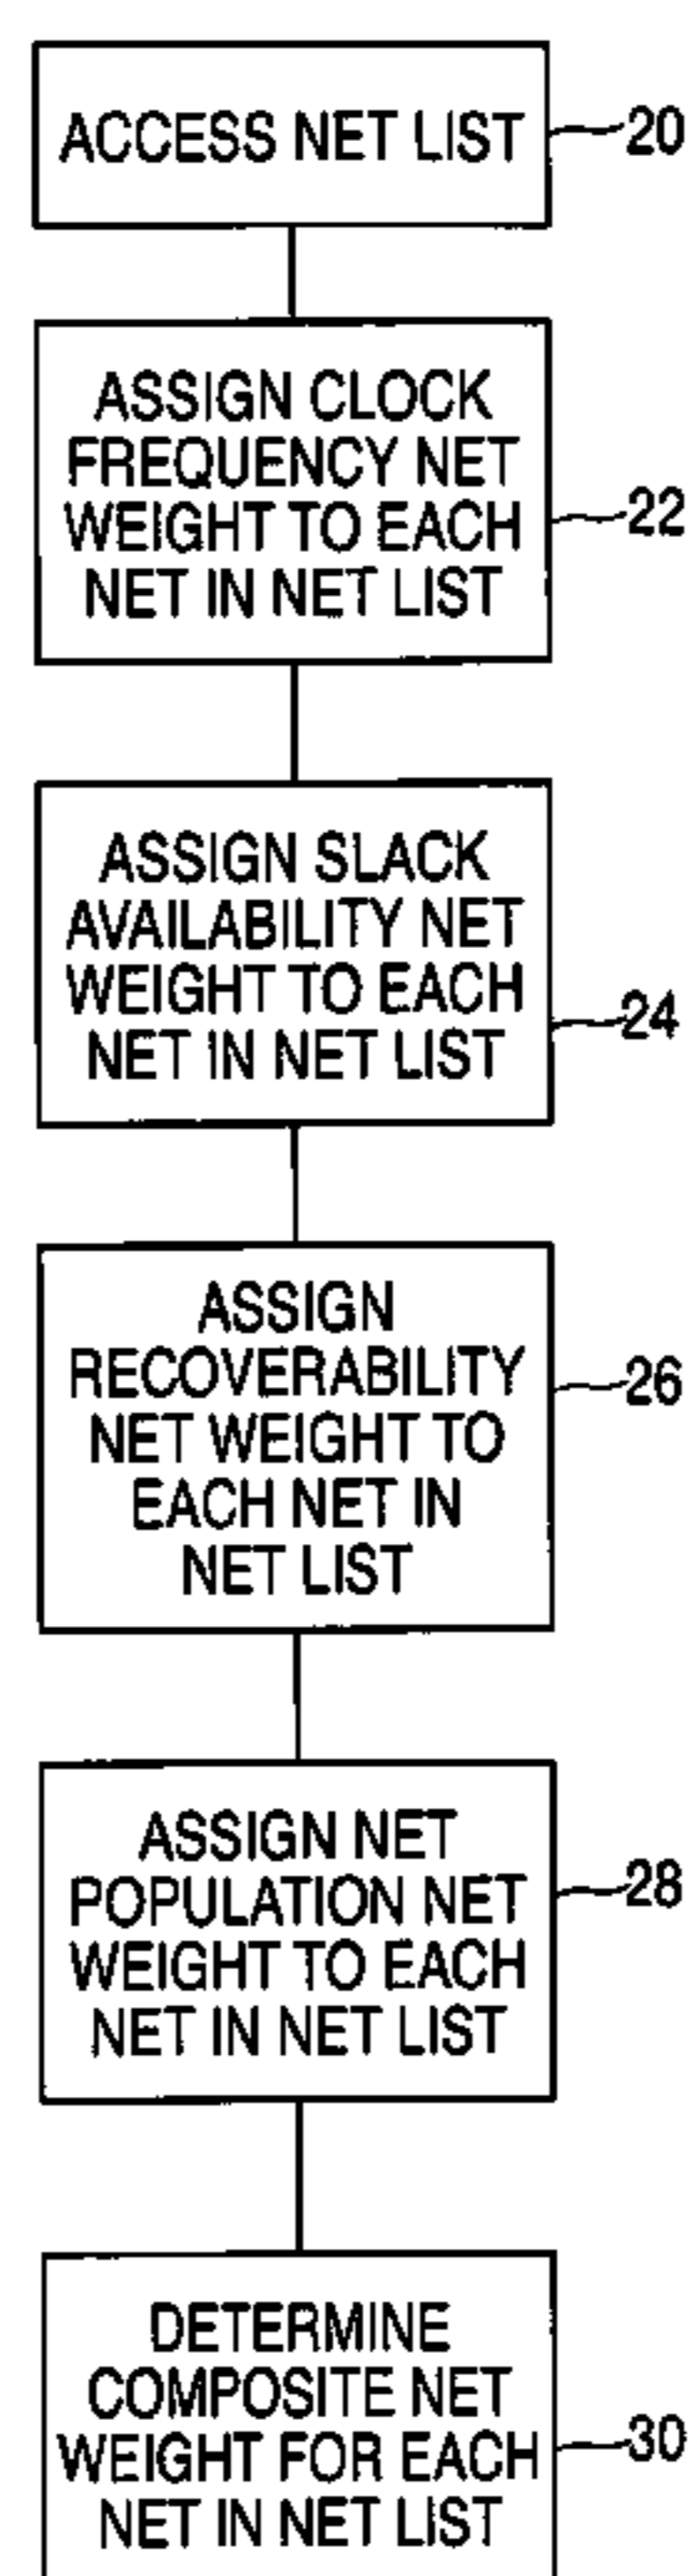 ACCESS NET LIST
20
ASSIGN CLOCK
FREQUENCY NET
WEIGHT TO EACH
NET IN NET LIST
22
ASSIGN SLACK
AVAILABILITY NET
WEIGHT TO EACH
NET IN NET LIST
24
ASSIGN
RECOVERABILITY
NET WEIGHT TO
EACH NET IN
NET LIST
26
ASSIGN NET
POPULATION NET
WEIGHT TO EACH
NET IN NET LIST
28
DETERMINE
COMPOSITE NET
WEIGHT FOR EACH
NET IN NET LIST
30